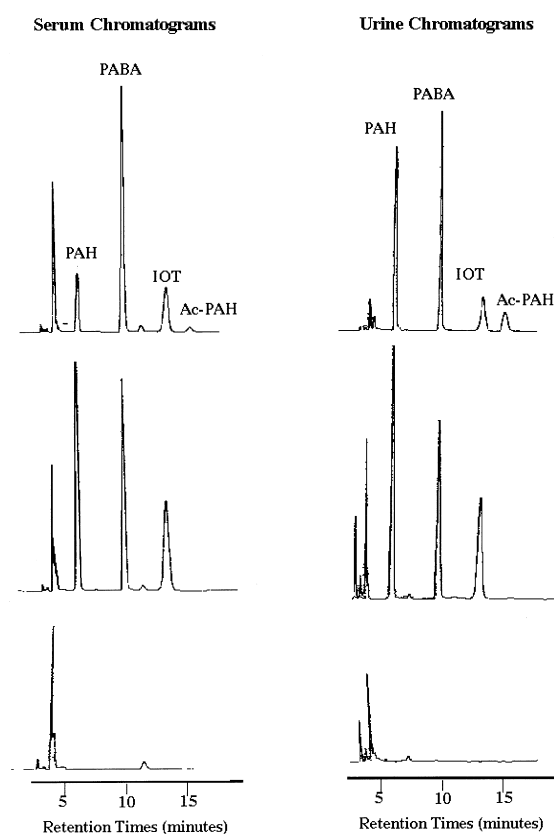 Serum Chromatograms
PABA
PAH
IOT
Ac-PAH
5 10 15
Retention Times (minutes)
Urine Chromatograms
PABA
PAH
IOT
Ac-PAH
5 10 15
Retention Times (minutes)